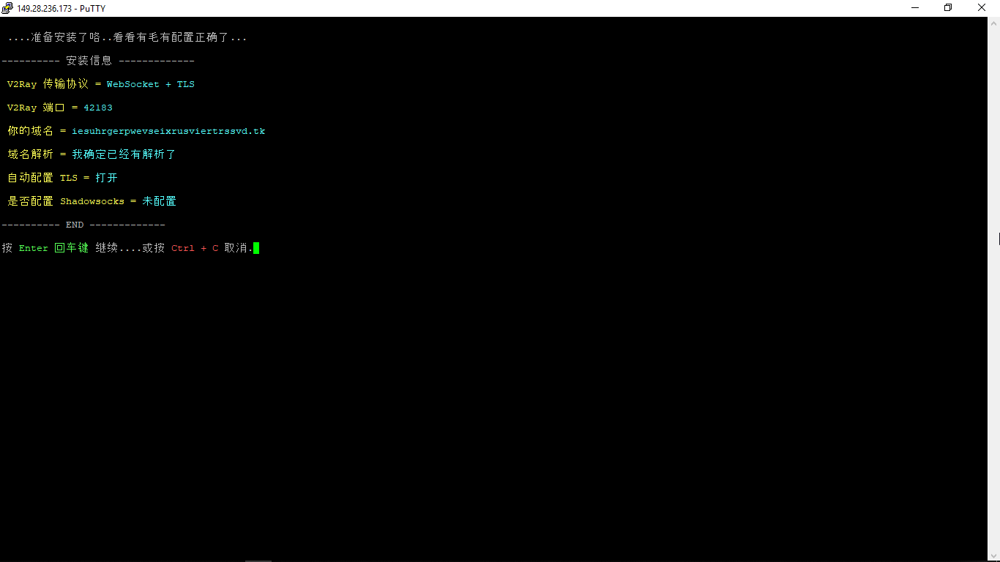 149.28.236.173 - PuTTY
....准备安装了咯..看看有毛有配置正确了...
---------- 安装信息 -------------
V2Ray 传输协议 = WebSocket + TLS
V2Ray 端口 = 42183
你的域名 = iesuhrgerpwevseixrusviertrssvd.tk
域名解析 = 我确定已经有解析了
自动配置 TLS = 打开
是否配置 Shadowsocks = 未配置
---------- END -------------
按 Enter 回车键 继续....或按 Ctrl + C 取消.